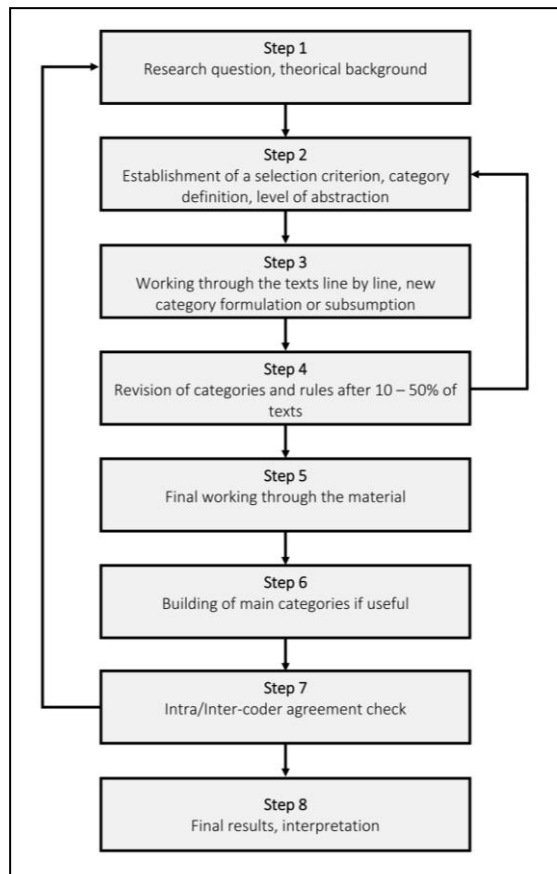 Step 1
Research question, theorical background
Step 2
Establishment of a selection criterion, category
definition, level of abstraction
Step 3
Working through the texts line by line, new
category formulation or subsumption
Step 4
Revision of categories and rules after 10 – 50% of
texts
Step 5
Final working through the material
Step 6
Building of main categories if useful
Step 7
Intra/Inter-coder agreement check
Step 8
Final results, interpretation